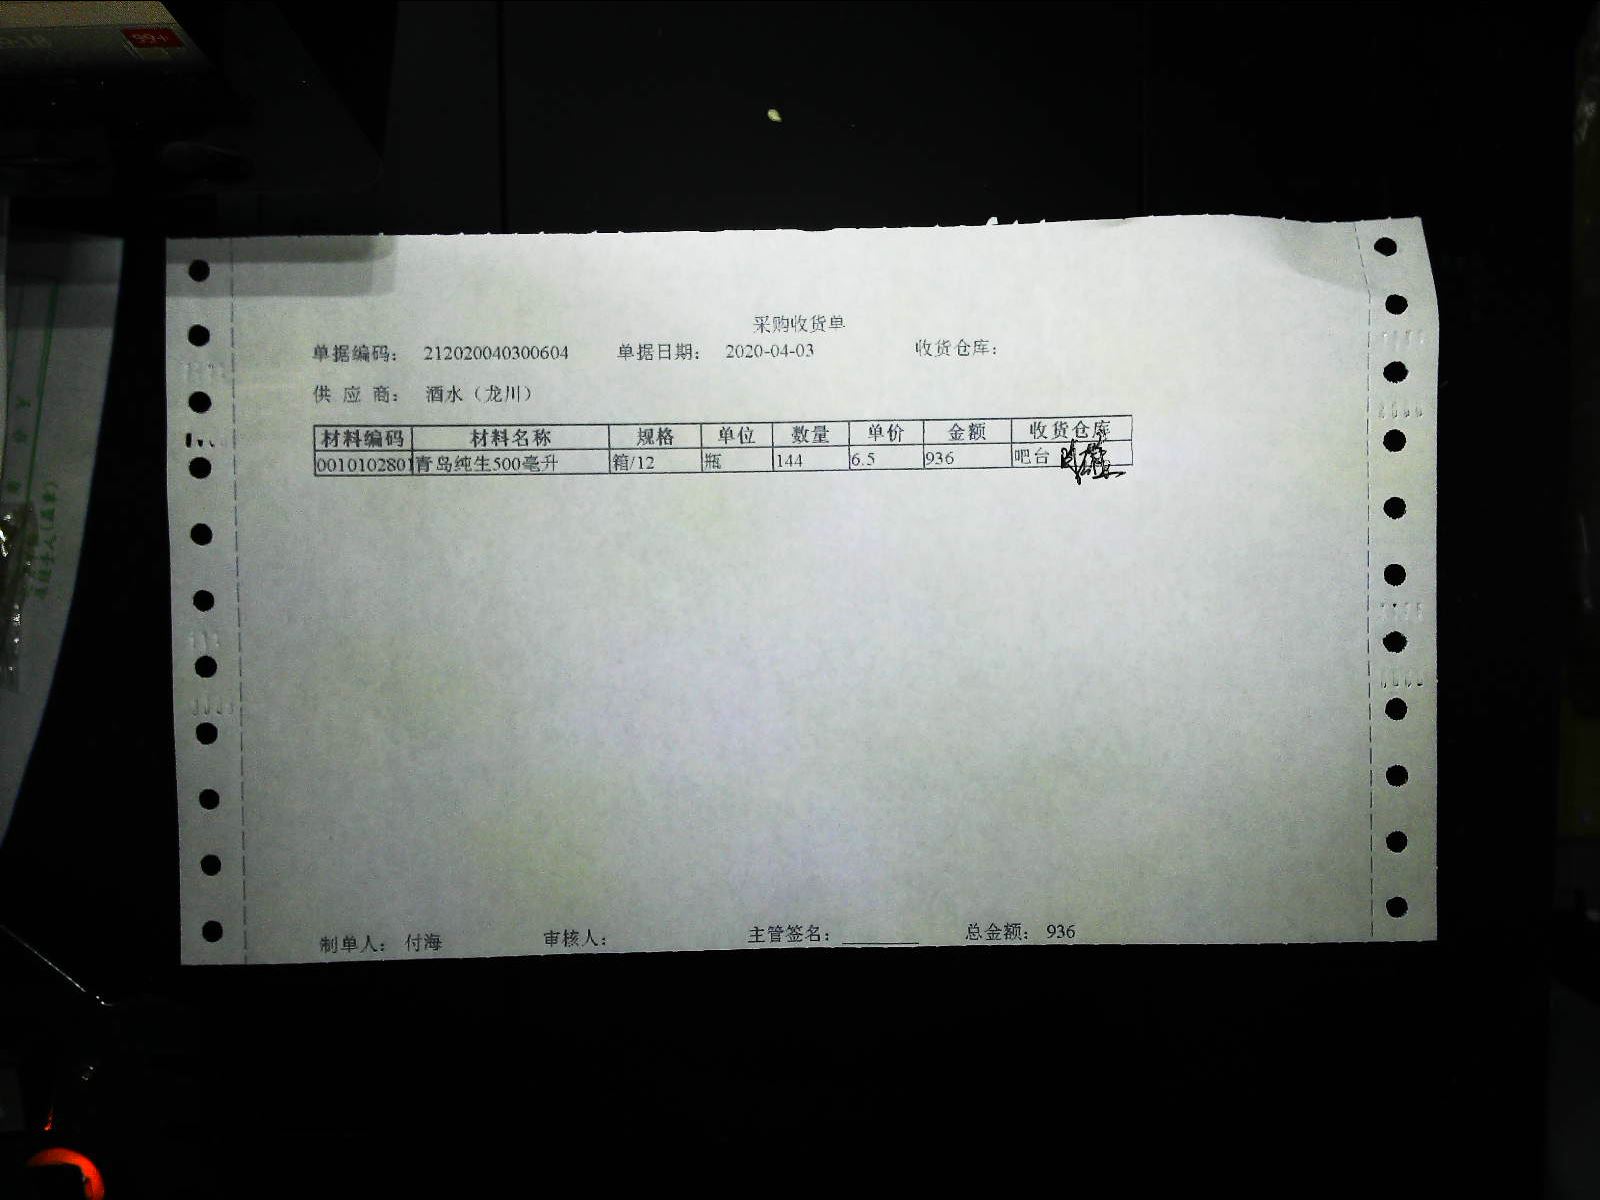 99+
采购收货单
单据编码： 212020040300604 单据日期： 2020-04-03 收货仓库：
供 应 商： 酒水（龙川）
材料编码 材料名称 规格 单位 数量 单价 金额 收货仓库
0010102801 青岛纯生500毫升 箱/12 瓶 144 6.5 936 吧台
制单人： 付海 审核人： 主管签名： ________ 总金额： 936